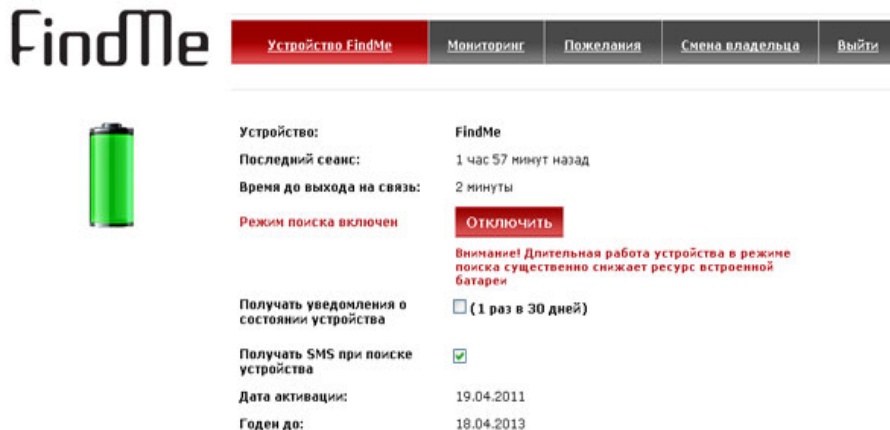 FindMe
Устройство FindMe Мониторинг Пожелания Смена владельца Выйти
Устройство: FindMe
Последний сеанс: 1 час 57 минут назад
Время до выхода на связь: 2 минуты
Режим поиска включен Отключить
Внимание! Длительная работа устройства в режиме
поиска существенно снижает ресурс встроенной
батареи
Получать уведомления о
состоянии устройства (1 раз в 30 дней)
Получать SMS при поиске
устройства
Дата активации: 19.04.2011
Годен до: 18.04.2013